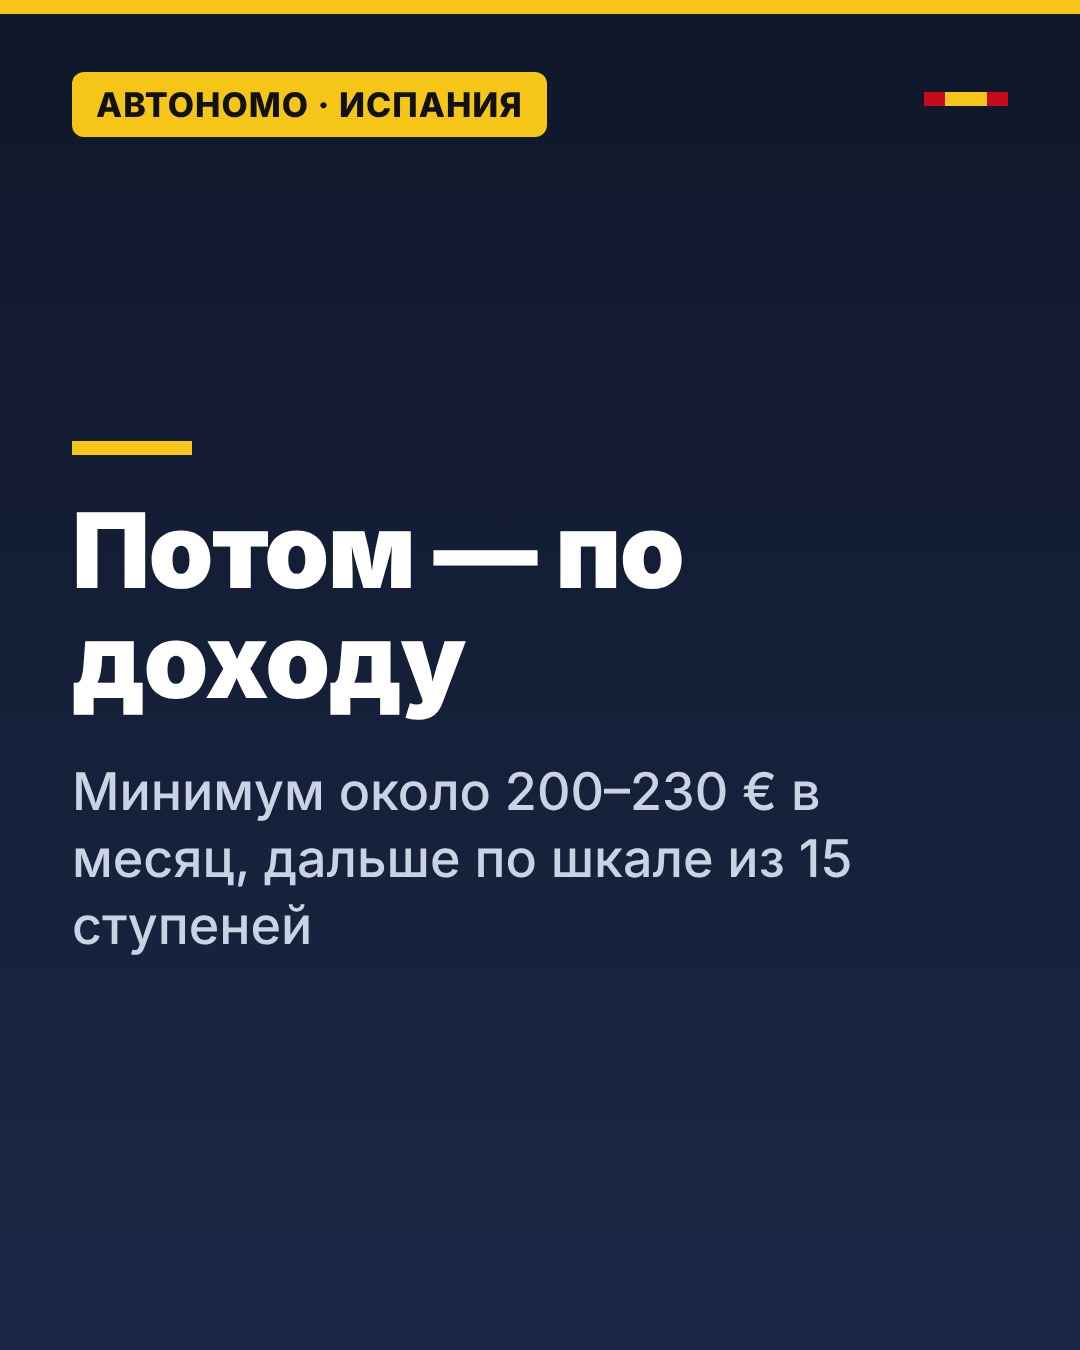 АВТОНОМО · ИСПАНИЯ
Потом — по
доходу
Минимум около 200–230 € в
месяц, дальше по шкале из 15
ступеней